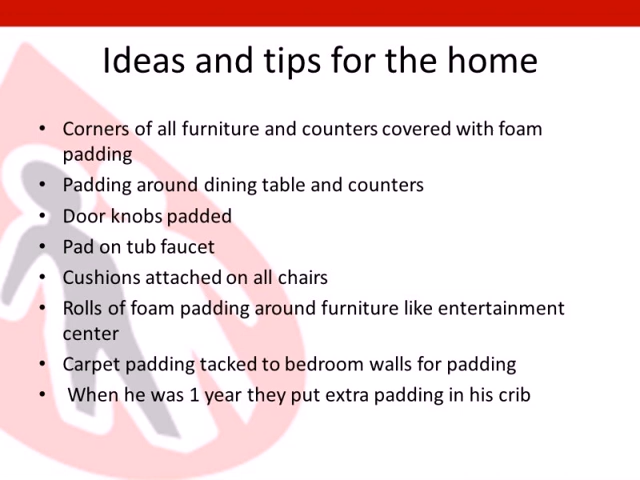 Ideas and tips for the home
• Corners of all furniture and counters covered with foam
padding
• Padding around dining table and counters
• Door knobs padded
• Pad on tub faucet
• Cushions attached on all chairs
• Rolls of foam padding around furniture like entertainment
center
• Carpet padding tacked to bedroom walls for padding
• When he was 1 year they put extra padding in his crib